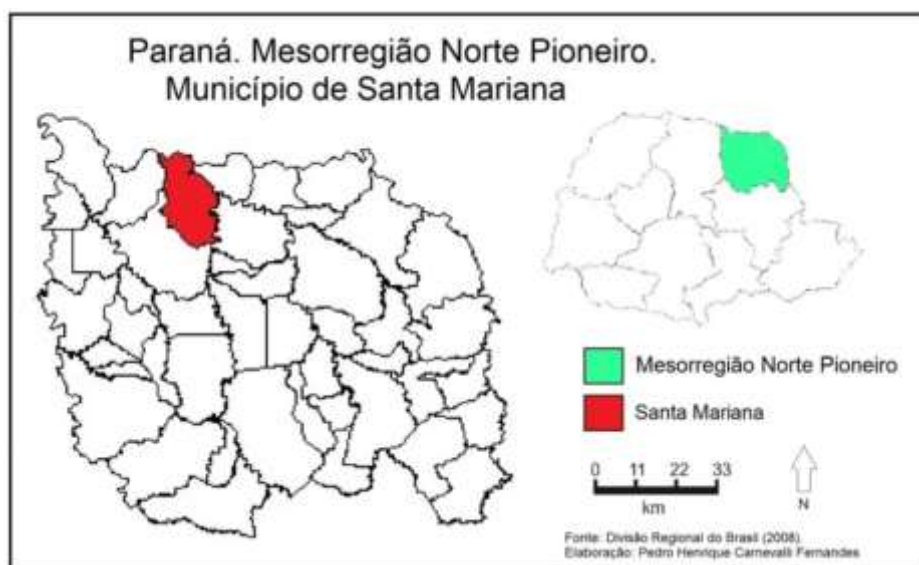 Paraná. Mesorregião Norte Pioneiro.
Município de Santa Mariana
Mesorregião Norte Pioneiro
Santa Mariana
0 11 22 33
km
N
Fonte: Divisão Regional do Brasil (2008).
Elaboração: Pedro Henrique Carnevalli Fernandes